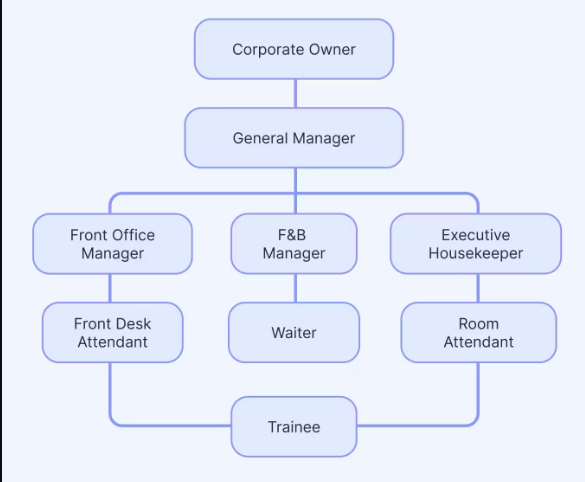 Corporate Owner
General Manager
Front Office
Manager
F&B
Manager
Executive
Housekeeper
Front Desk
Attendant
Waiter
Room
Attendant
Trainee